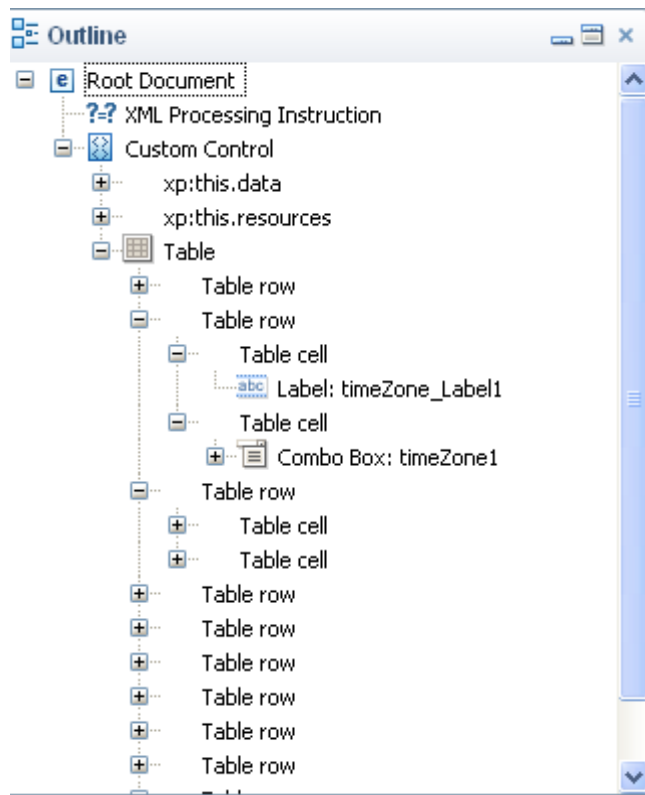 Outline
Root Document
?=? XML Processing Instruction
Custom Control
xp:this.data
xp:this.resources
Table
Table row
Table row
Table cell
abc Label: timeZone_Label1
Table cell
Combo Box: timeZone1
Table row
Table cell
Table cell
Table row
Table row
Table row
Table row
Table row
Table row